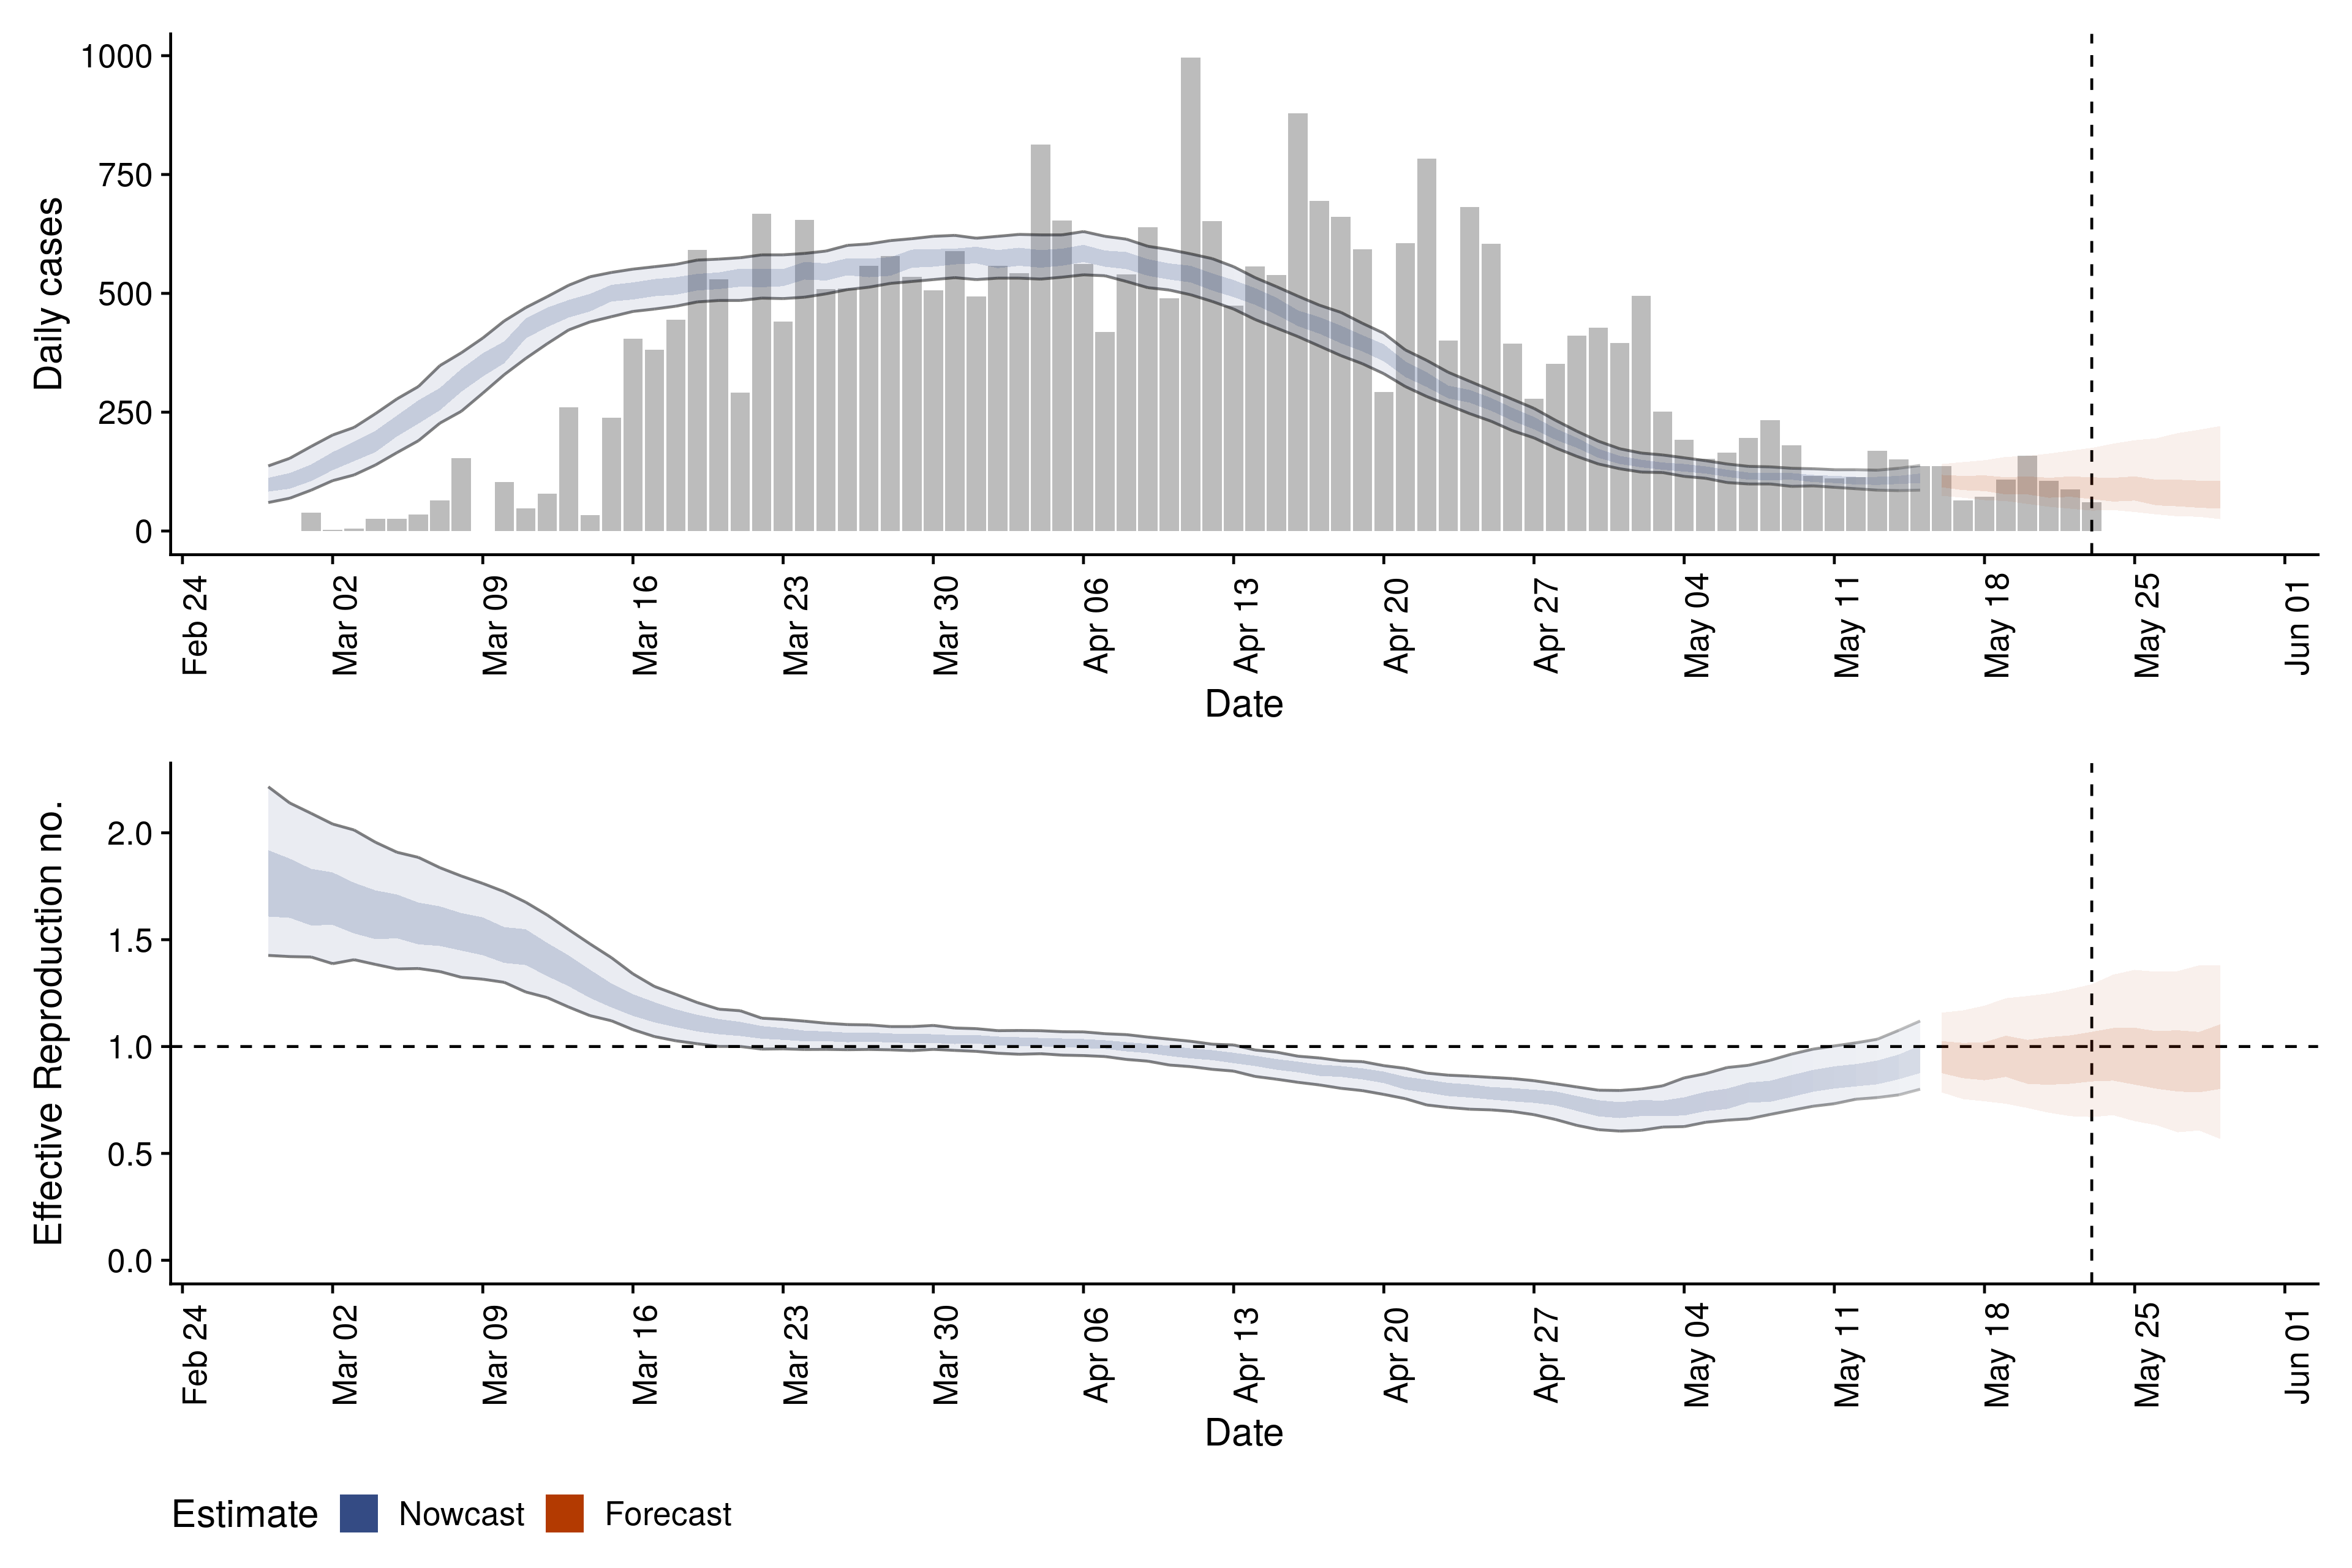 Daily cases
1000
750
500
250
0
Feb 24
Mar 02
Mar 09
Mar 16
Mar 23
Mar 30
Apr 06
Apr 13
Apr 20
Apr 27
May 04
May 11
May 18
May 25
Jun 01
Date
Effective Reproduction no.
2.0
1.5
1.0
0.5
0.0
Feb 24
Mar 02
Mar 09
Mar 16
Mar 23
Mar 30
Apr 06
Apr 13
Apr 20
Apr 27
May 04
May 11
May 18
May 25
Jun 01
Date
Estimate Nowcast Forecast